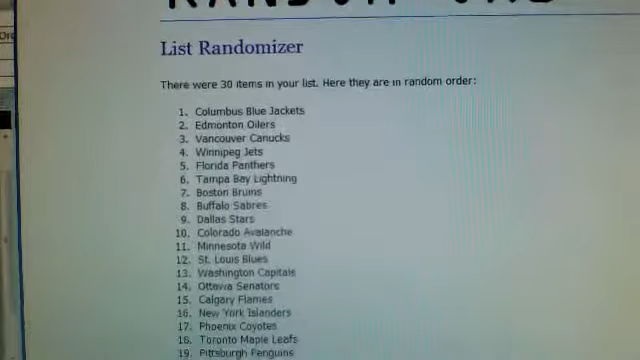 RANDOM.ORG
List Randomizer
There were 30 items in your list. Here they are in random order:
1. Columbus Blue Jackets
2. Edmonton Oilers
3. Vancouver Canucks
4. Winnipeg Jets
5. Florida Panthers
6. Tampa Bay Lightning
7. Boston Bruins
8. Buffalo Sabres
9. Dallas Stars
10. Colorado Avalanche
11. Minnesota Wild
12. St. Louis Blues
13. Washington Capitals
14. Ottawa Senators
15. Calgary Flames
16. New York Islanders
17. Phoenix Coyotes
18. Toronto Maple Leafs
19. Pittsburgh Penguins